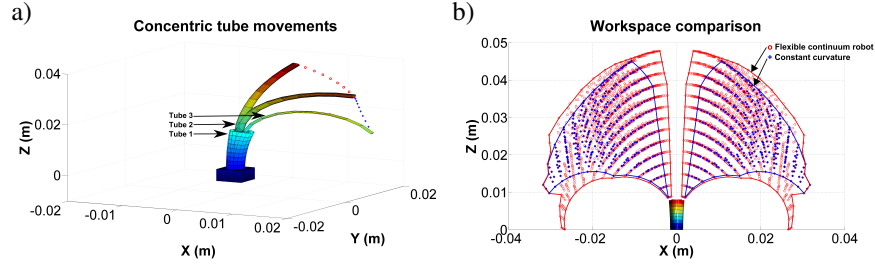 a)
Concentric tube movements
0.04
0.02
0
-0.02
Z (m)
Tube 3
Tube 2
Tube 1
-0.01
0
0.01
0.02
X (m)
-0.02
0
0.02
Y (m)
b)
Workspace comparison
Flexible continuum robot
Constant curvature
0.05
0.04
0.03
0.02
0.01
0
Z (m)
-0.04
-0.02
0
0.02
0.04
X (m)